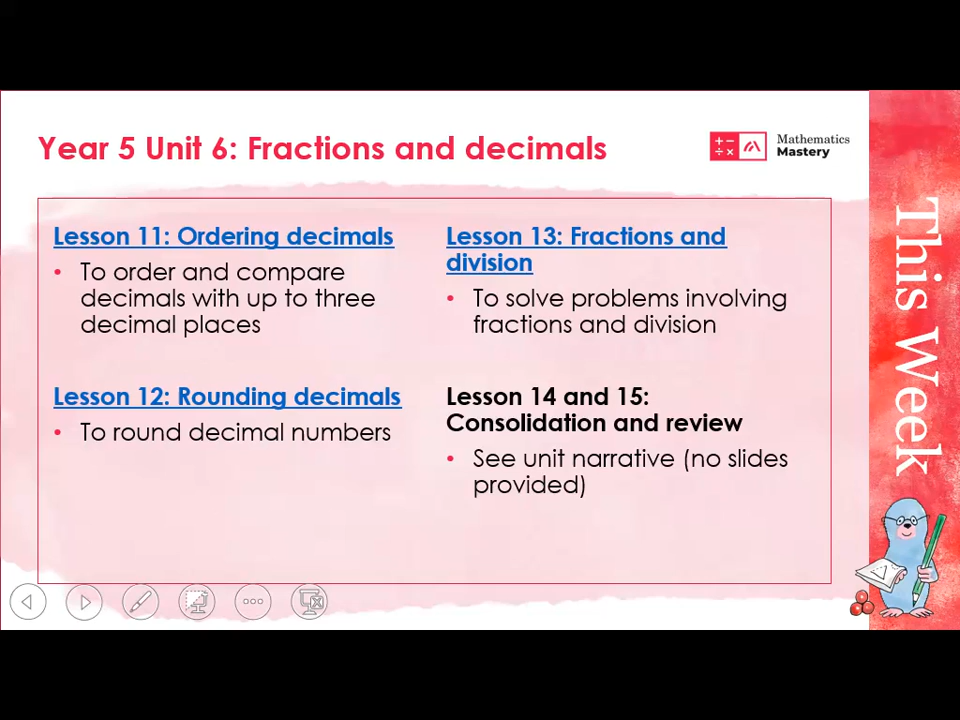 Year 5 Unit 6: Fractions and decimals
Mathematics
Mastery
Lesson 11: Ordering decimals
• To order and compare
decimals with up to three
decimal places
Lesson 12: Rounding decimals
• To round decimal numbers
Lesson 13: Fractions and
division
• To solve problems involving
fractions and division
Lesson 14 and 15:
Consolidation and review
• See unit narrative (no slides
provided)
This Week